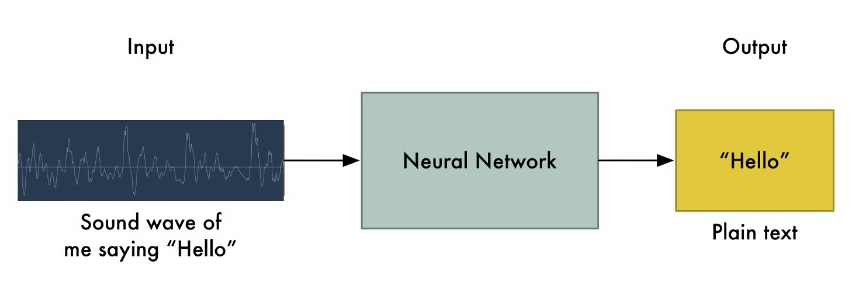 Input
Output
Neural Network
“Hello”
Sound wave of
me saying “Hello”
Plain text